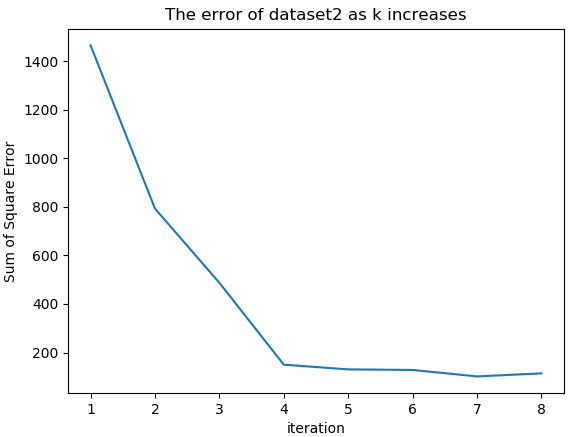 The error of dataset2 as k increases
Sum of Square Error
1400
1200
1000
800
600
400
200
1 2 3 4 5 6 7 8
iteration